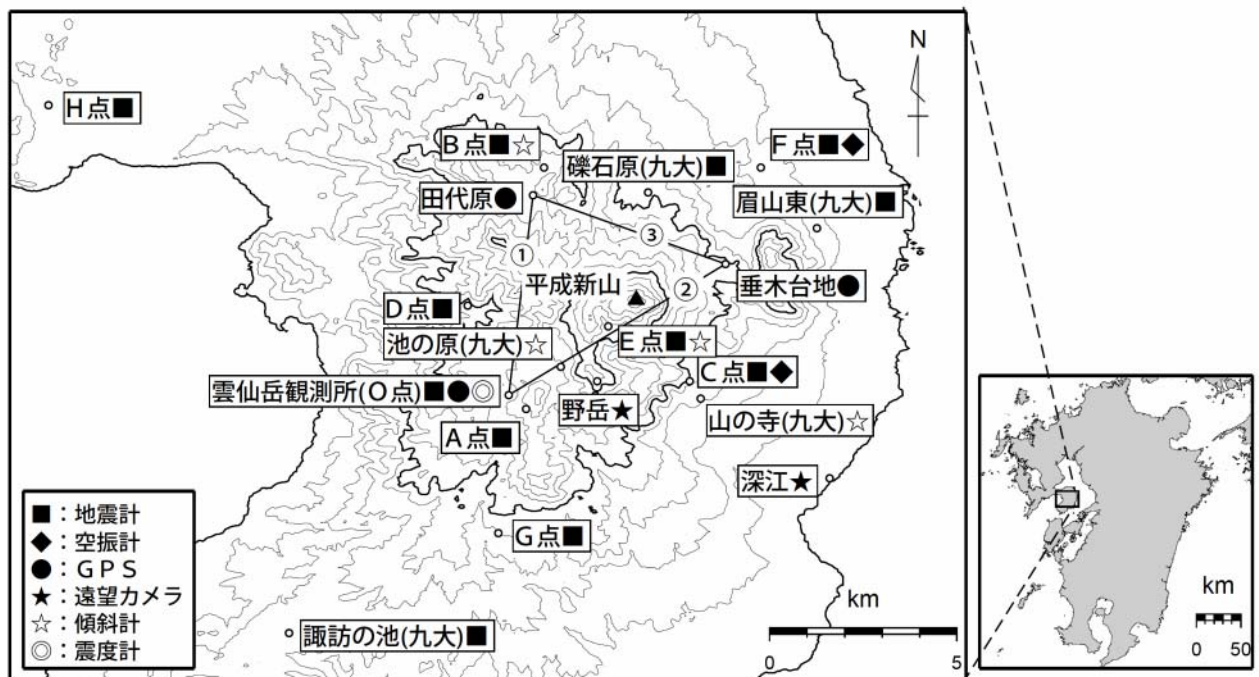 N
H点■
B点■☆
F点■◆
礫石原(九大)■
田代原●
眉山東(九大)■
③
①
平成新山
②
垂木台地●
D点■
池の原(九大)☆
E点■☆
C点■◆
雲仙岳観測所(O点)■●◎
野岳★
山の寺(九大)☆
A点■
深江★
G点■
諏訪の池(九大)■
■：地震計
◆：空振計
●：GPS
★：遠望カメラ
☆：傾斜計
◎：震度計
km
0 5
km
0 50